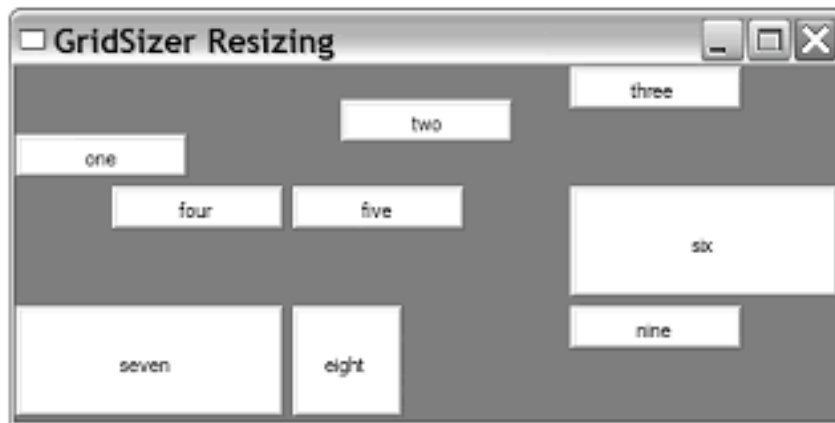 GridSizer Resizing
three
two
one
four five
six
seven eight
nine